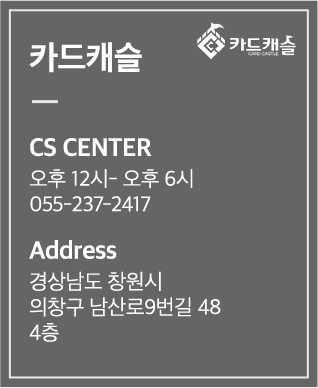 카드캐슬
카드캐슬
CARD CASTLE
CS CENTER
오후 12시- 오후 6시
055-237-2417
Address
경상남도 창원시
의창구 남산로9번길 48
4층